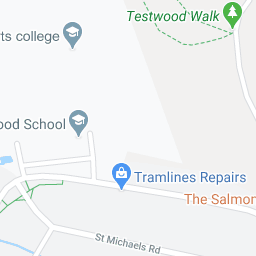 Testwood Walk
ts college
ood School
Tramlines Repairs
The Salmon
St Michaels Rd